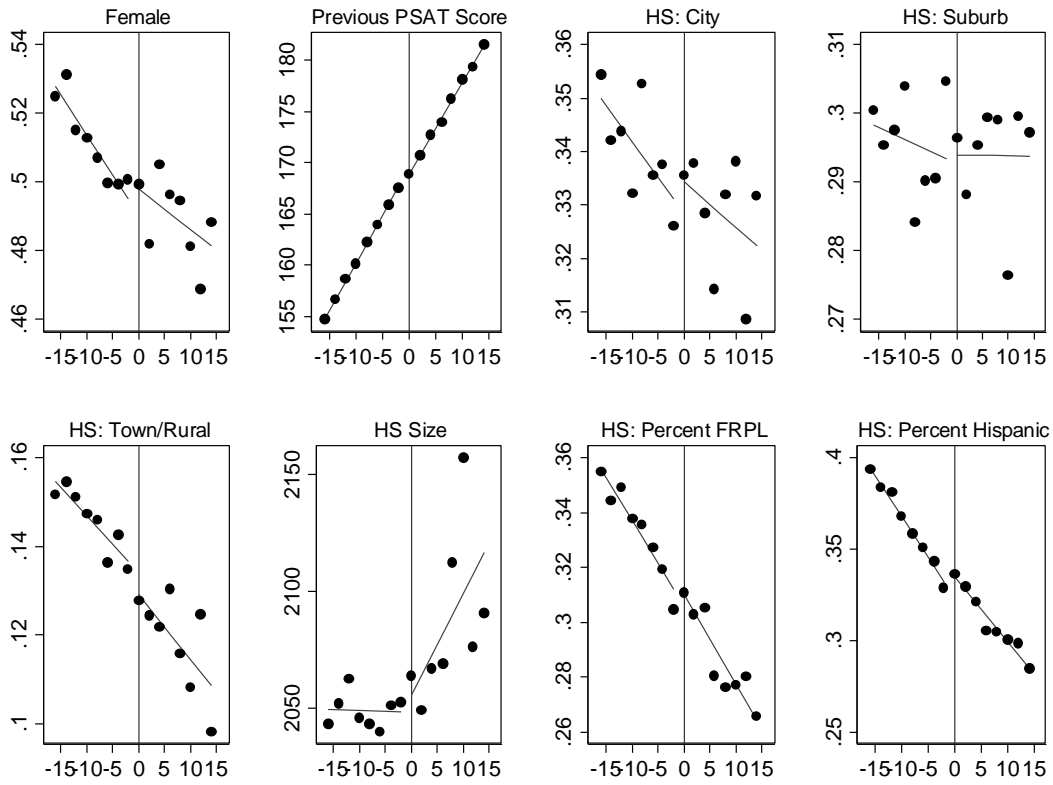 Female
Previous PSAT Score
HS: City
HS: Suburb
.54
.52
.5
.48
.46
-15-10-5 0 5 1015
180
175
170
165
160
155
-15-10-5 0 5 1015
.36
.35
.34
.33
.32
.31
-15-10-5 0 5 1015
.31
.3
.29
.28
.27
-15-10-5 0 5 1015
HS: Town/Rural
HS Size
HS: Percent FRPL
HS: Percent Hispanic
.16
.14
.12
.1
-15-10-5 0 5 1015
2150
2100
2050
-15-10-5 0 5 1015
.36
.34
.32
.3
.28
.26
-15-10-5 0 5 1015
.4
.35
.3
.25
-15-10-5 0 5 1015